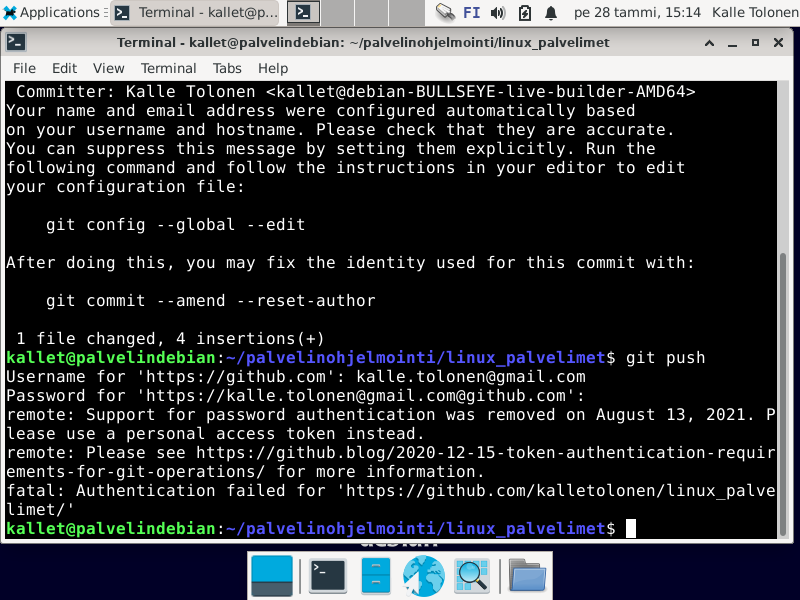 Applications
Terminal - kallet@p...
FI
pe 28 tammi, 15:14
Kalle Tolonen
Terminal - kallet@palvelindebian: ~/palvelinohjelmointi/linux_palvelimet
File Edit View Terminal Tabs Help
Committer: Kalle Tolonen <kallet@debian-BULLSEYE-live-builder-AMD64>
Your name and email address were configured automatically based
on your username and hostname. Please check that they are accurate.
You can suppress this message by setting them explicitly. Run the
following command and follow the instructions in your editor to edit
your configuration file:
git config --global --edit
After doing this, you may fix the identity used for this commit with:
git commit --amend --reset-author
1 file changed, 4 insertions(+)
kallet@palvelindebian:~/palvelinohjelmointi/linux_palvelimet$ git push
Username for 'https://github.com': kalle.tolonen@gmail.com
Password for 'https://kalle.tolonen@gmail.com@github.com':
remote: Support for password authentication was removed on August 13, 2021. P
lease use a personal access token instead.
remote: Please see https://github.blog/2020-12-15-token-authentication-requir
ements-for-git-operations/ for more information.
fatal: Authentication failed for 'https://github.com/kalletolonen/linux_palve
limet/'
kallet@palvelindebian:~/palvelinohjelmointi/linux_palvelimet$